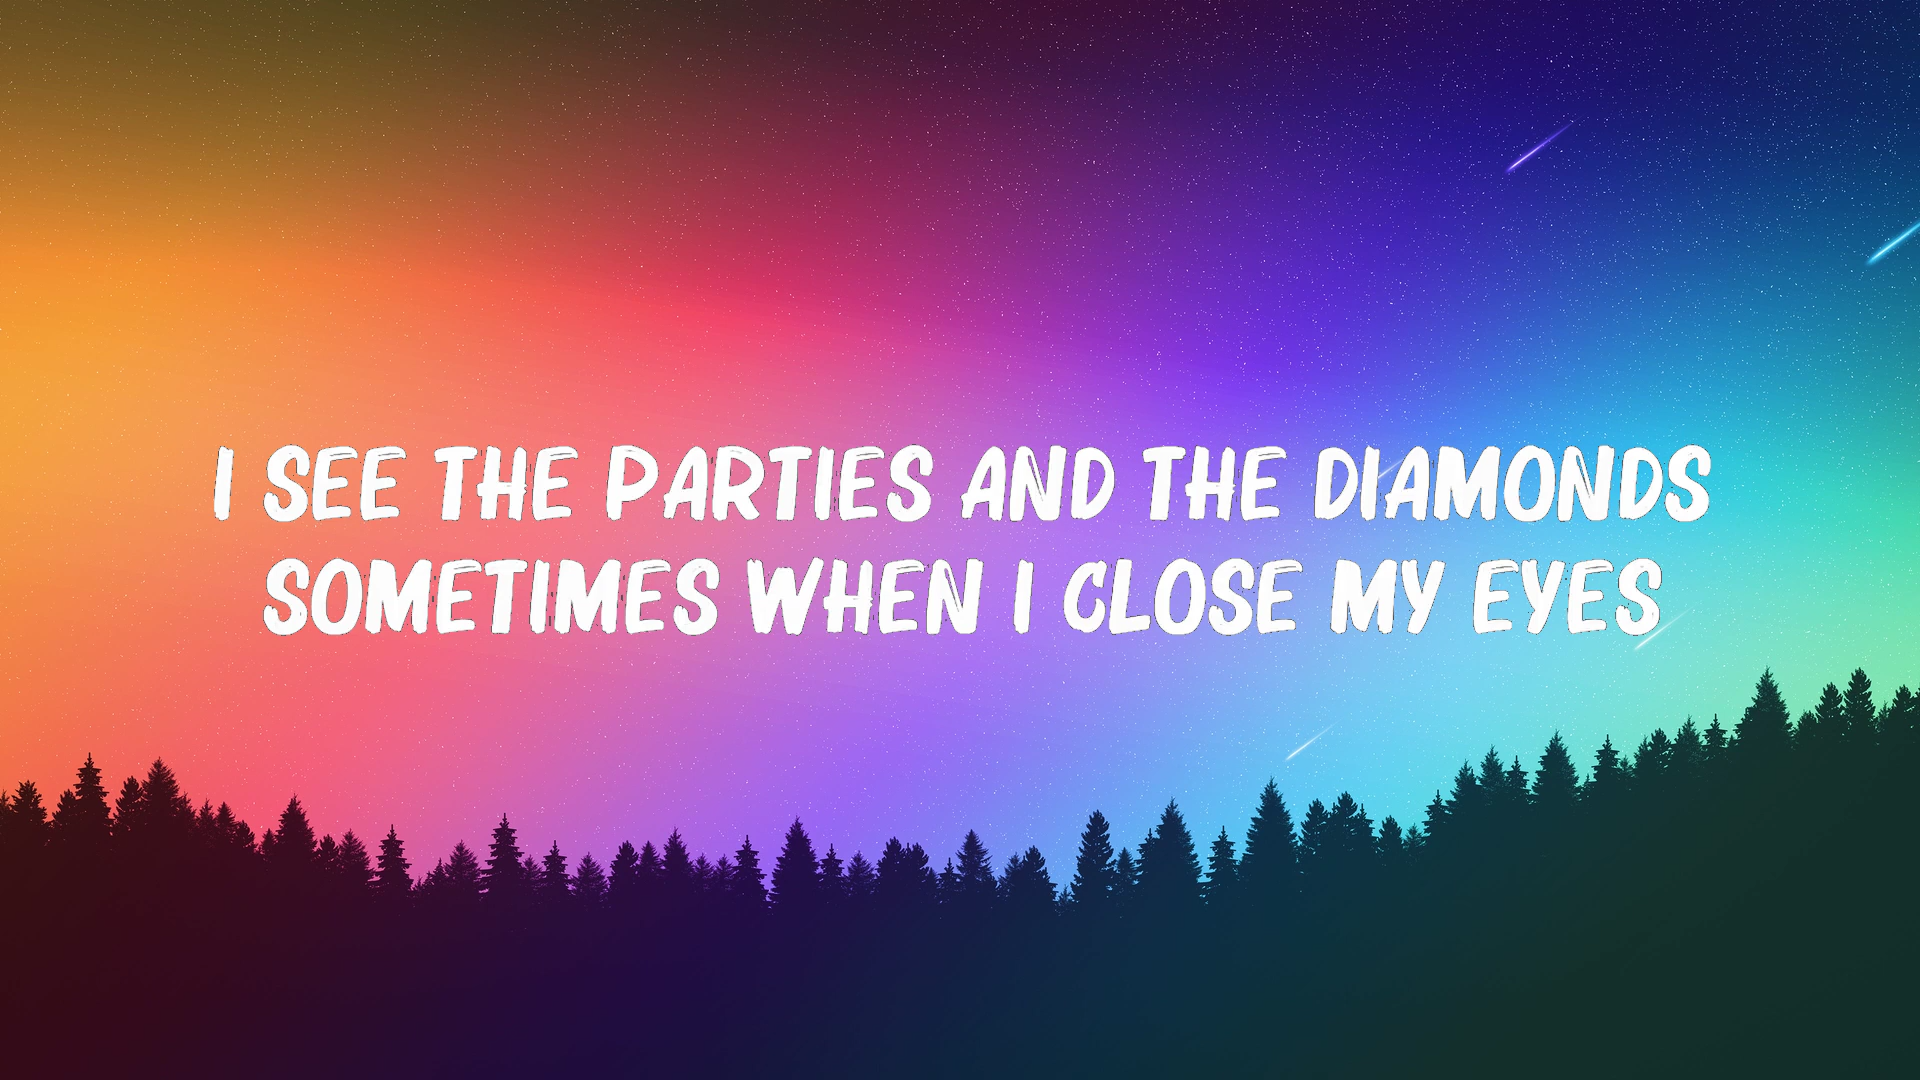 I SEE THE PARTIES AND THE DIAMONDS
SOMETIMES WHEN I CLOSE MY EYES